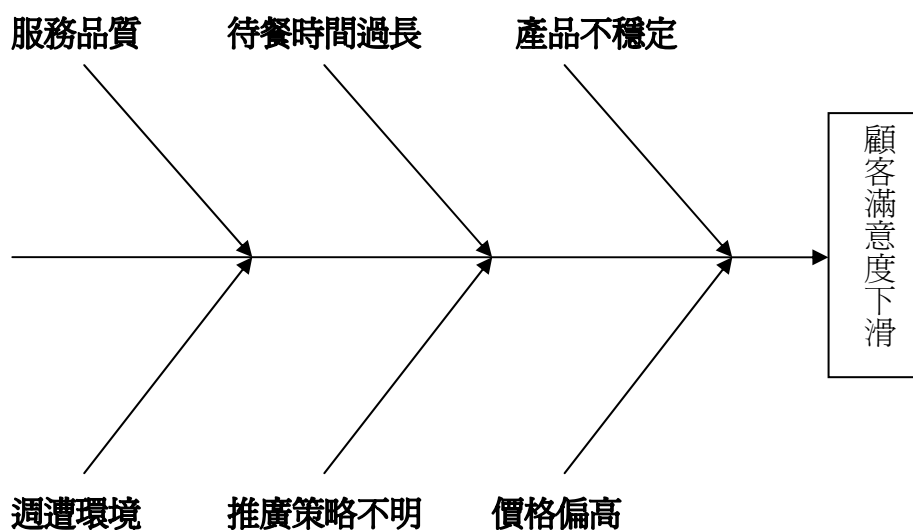 服務品質
待餐時間過長
產品不穩定
顧客滿意度下滑
週遭環境
推廣策略不明
價格偏高